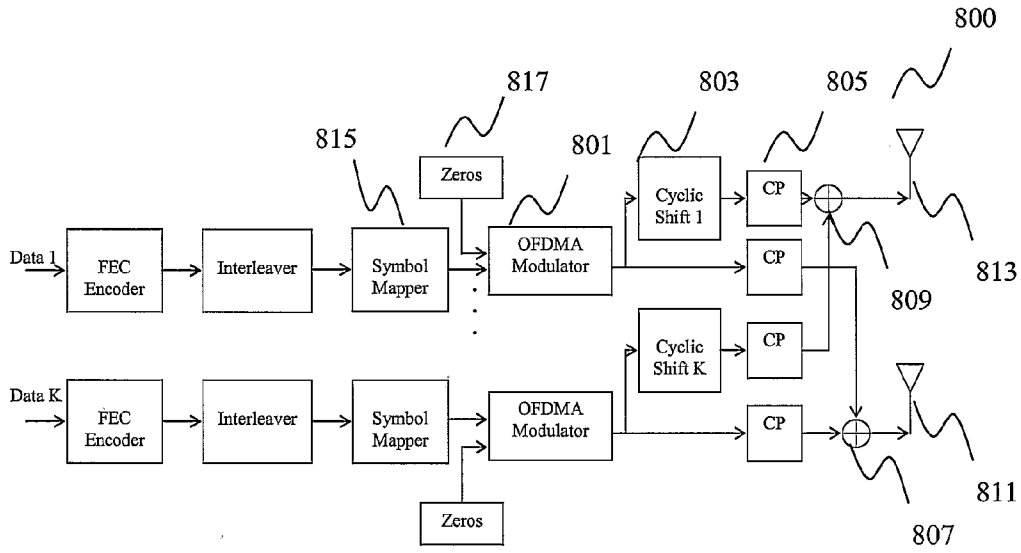 800
817
803
805
815
801
Zeros
Cyclic
Shift 1
CP
Data 1
FEC
Encoder
Interleaver
Symbol
Mapper
OFDMA
Modulator
CP
813
809
Cyclic
Shift K
CP
Data K
FEC
Encoder
Interleaver
Symbol
Mapper
OFDMA
Modulator
CP
811
Zeros
807